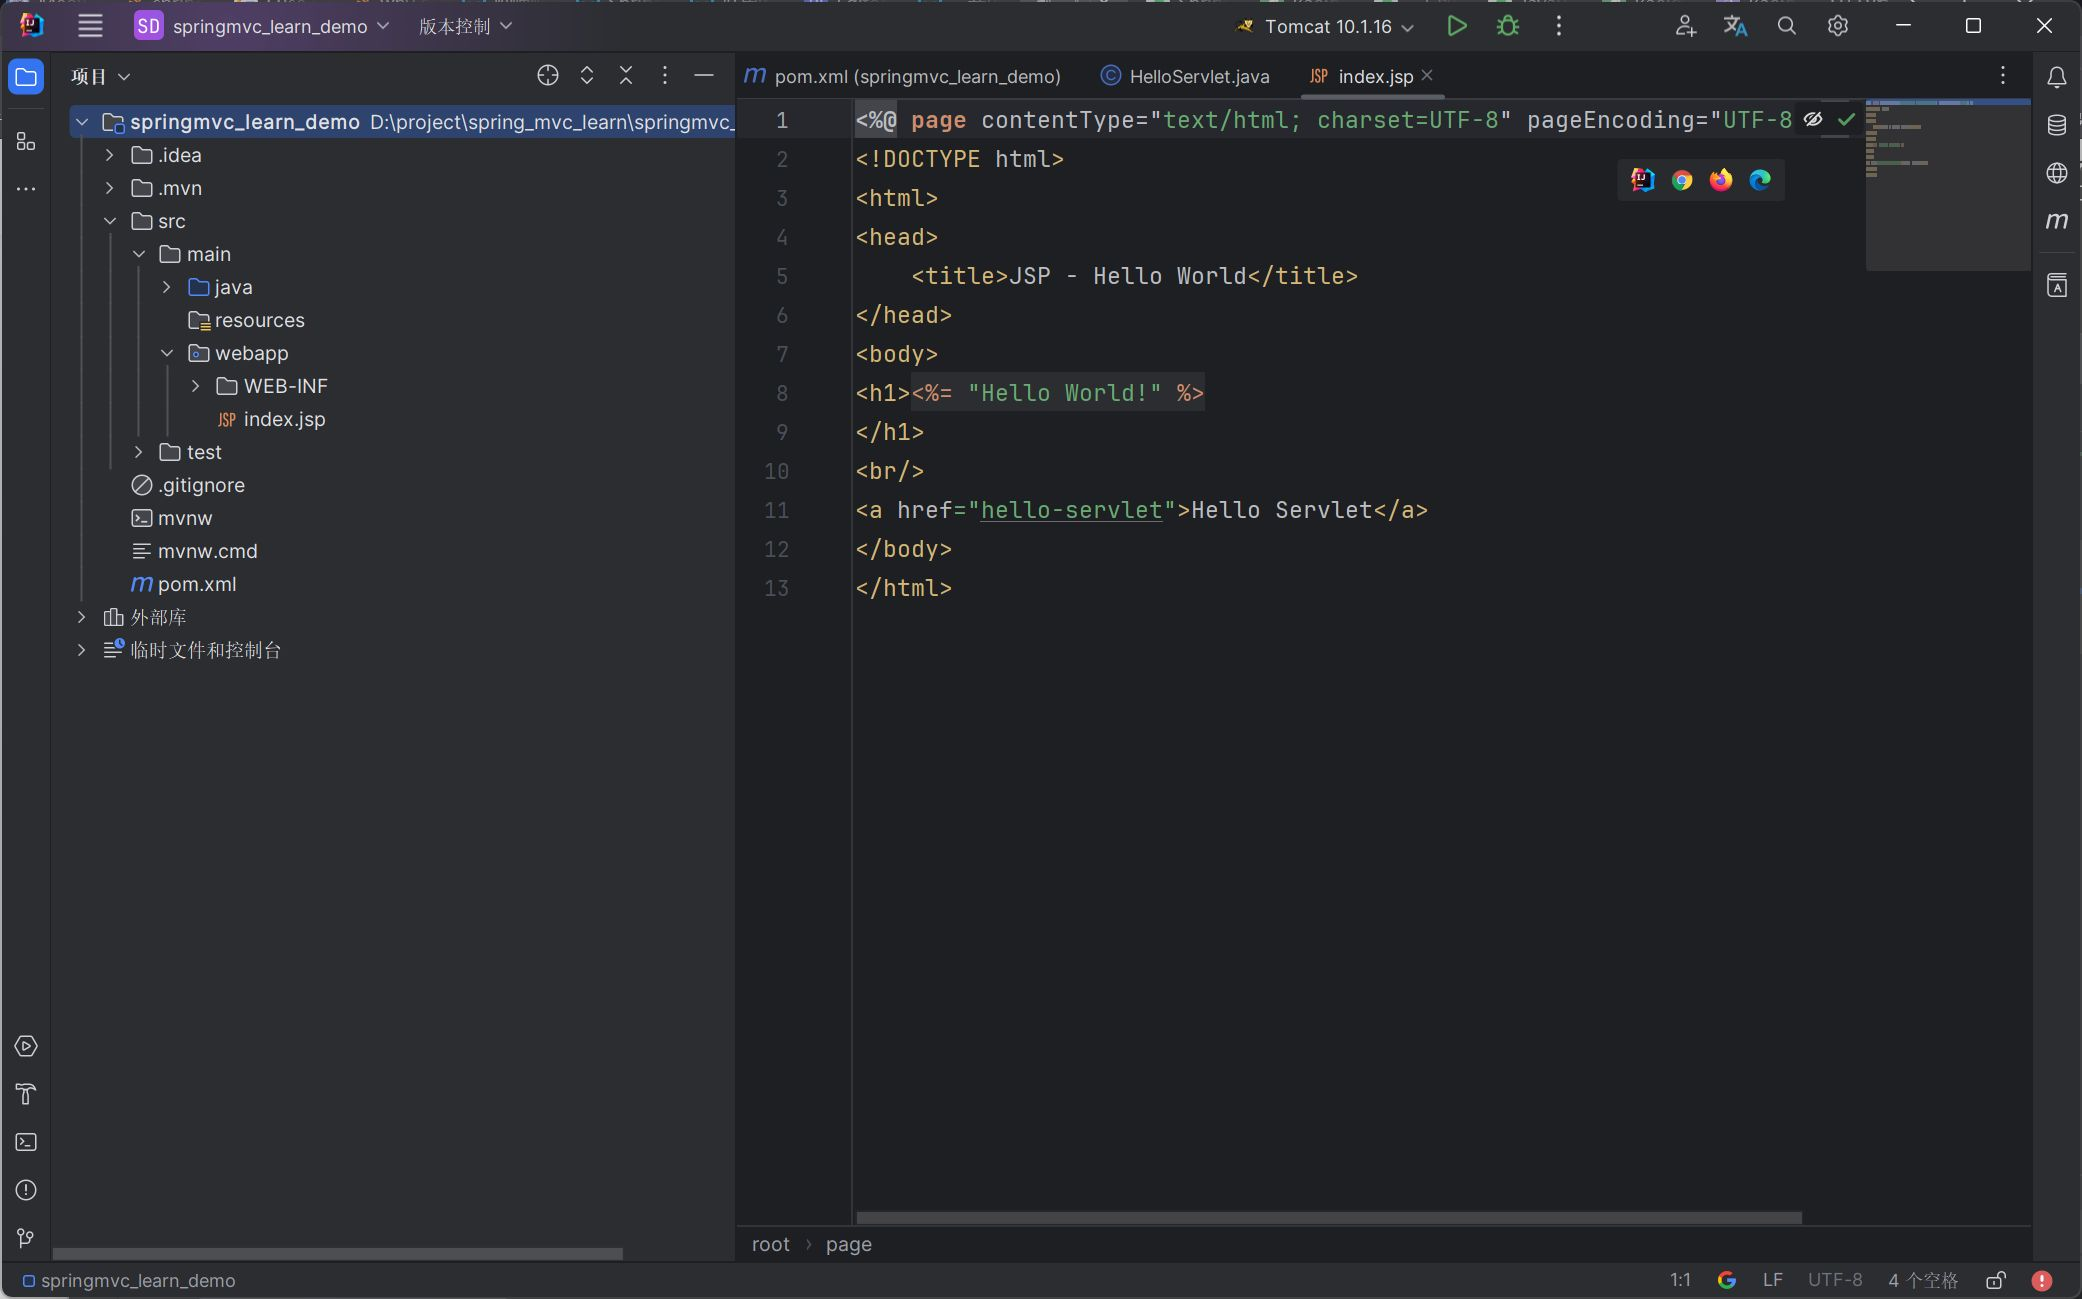 SD springmvc_learn_demo 版本控制 Tomcat 10.1.16
项目
springmvc_learn_demo D:\project\spring_mvc_learn\springmvc_
.idea
.mvn
src
main
java
resources
webapp
WEB-INF
JSP index.jsp
test
.gitignore
mvnw
mvnw.cmd
m pom.xml
外部库
临时文件和控制台
m pom.xml (springmvc_learn_demo) C HelloServlet.java JSP index.jsp
1 <%@ page contentType="text/html; charset=UTF-8" pageEncoding="UTF-8
2 <!DOCTYPE html>
3 <html>
4 <head>
5 <title>JSP - Hello World</title>
6 </head>
7 <body>
8 <h1><%= "Hello World!" %>
9 </h1>
10 <br/>
11 <a href="hello-servlet">Hello Servlet</a>
12 </body>
13 </html>
root › page
springmvc_learn_demo 1:1 LF UTF-8 4 个空格